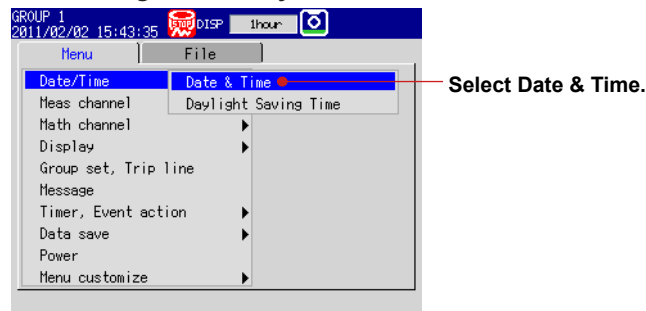 GROUP 1
2011/02/02 15:43:35 STOP DISP 1hour
Menu File
Date/Time Date & Time
Meas channel Daylight Saving Time
Math channel
Display
Group set, Trip line
Message
Timer, Event action
Data save
Power
Menu customize
Select Date & Time.